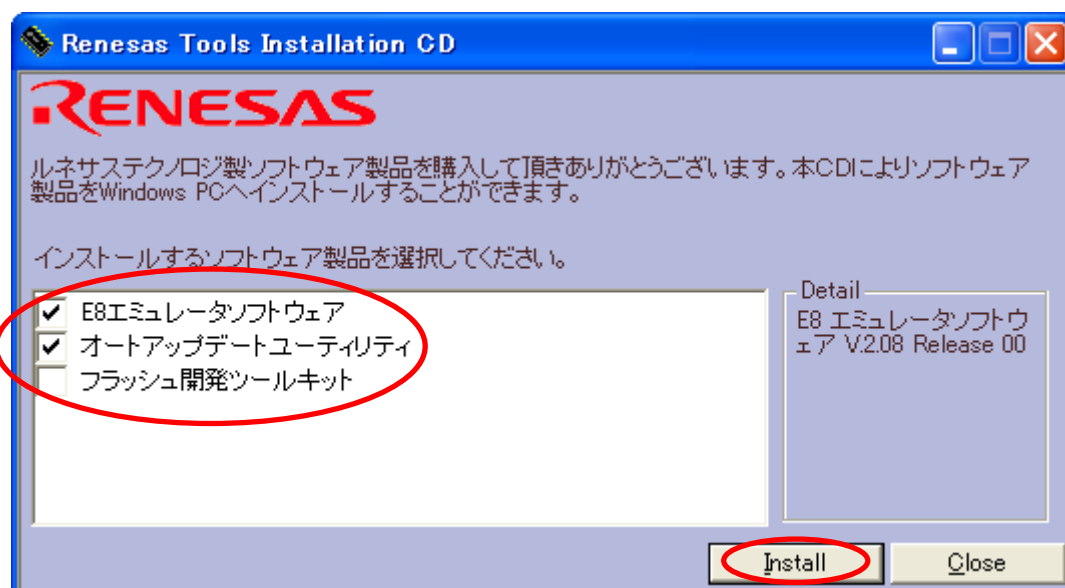 Renesas Tools Installation CD
RENESAS
ルネサステクノロジ製ソフトウェア製品を購入して頂きありがとうございます。本CDによりソフトウェア
製品をWindows PCへインストールすることができます。
インストールするソフトウェア製品を選択してください。
E8エミュレータソフトウェア
オートアップデートユーティリティ
フラッシュ開発ツールキット
Detail
E8 エミュレータソフトウ
ェア V.2.08 Release 00
Install
Close